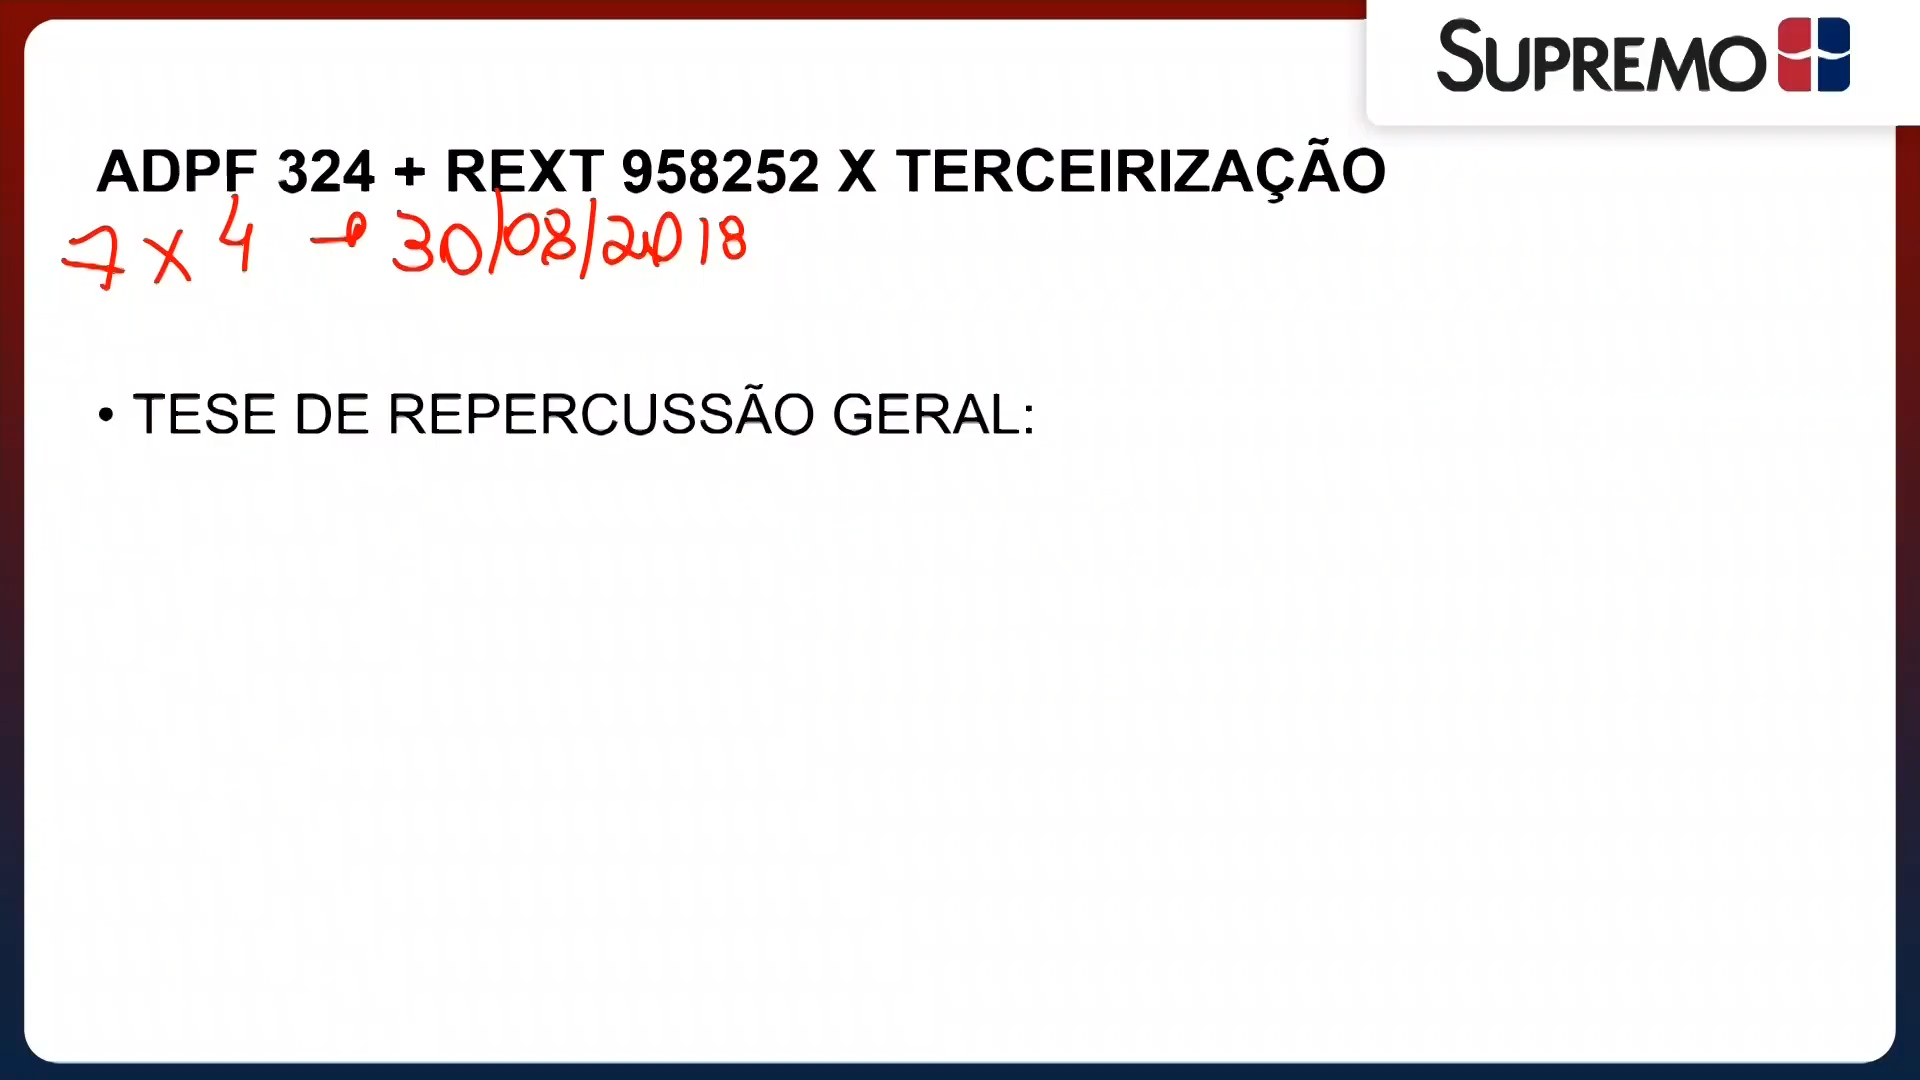 SUPREMO
ADPF 324 + REXT 958252 X TERCEIRIZAÇÃO
7 x 4 → 30/08/2018
• TESE DE REPERCUSSÃO GERAL: